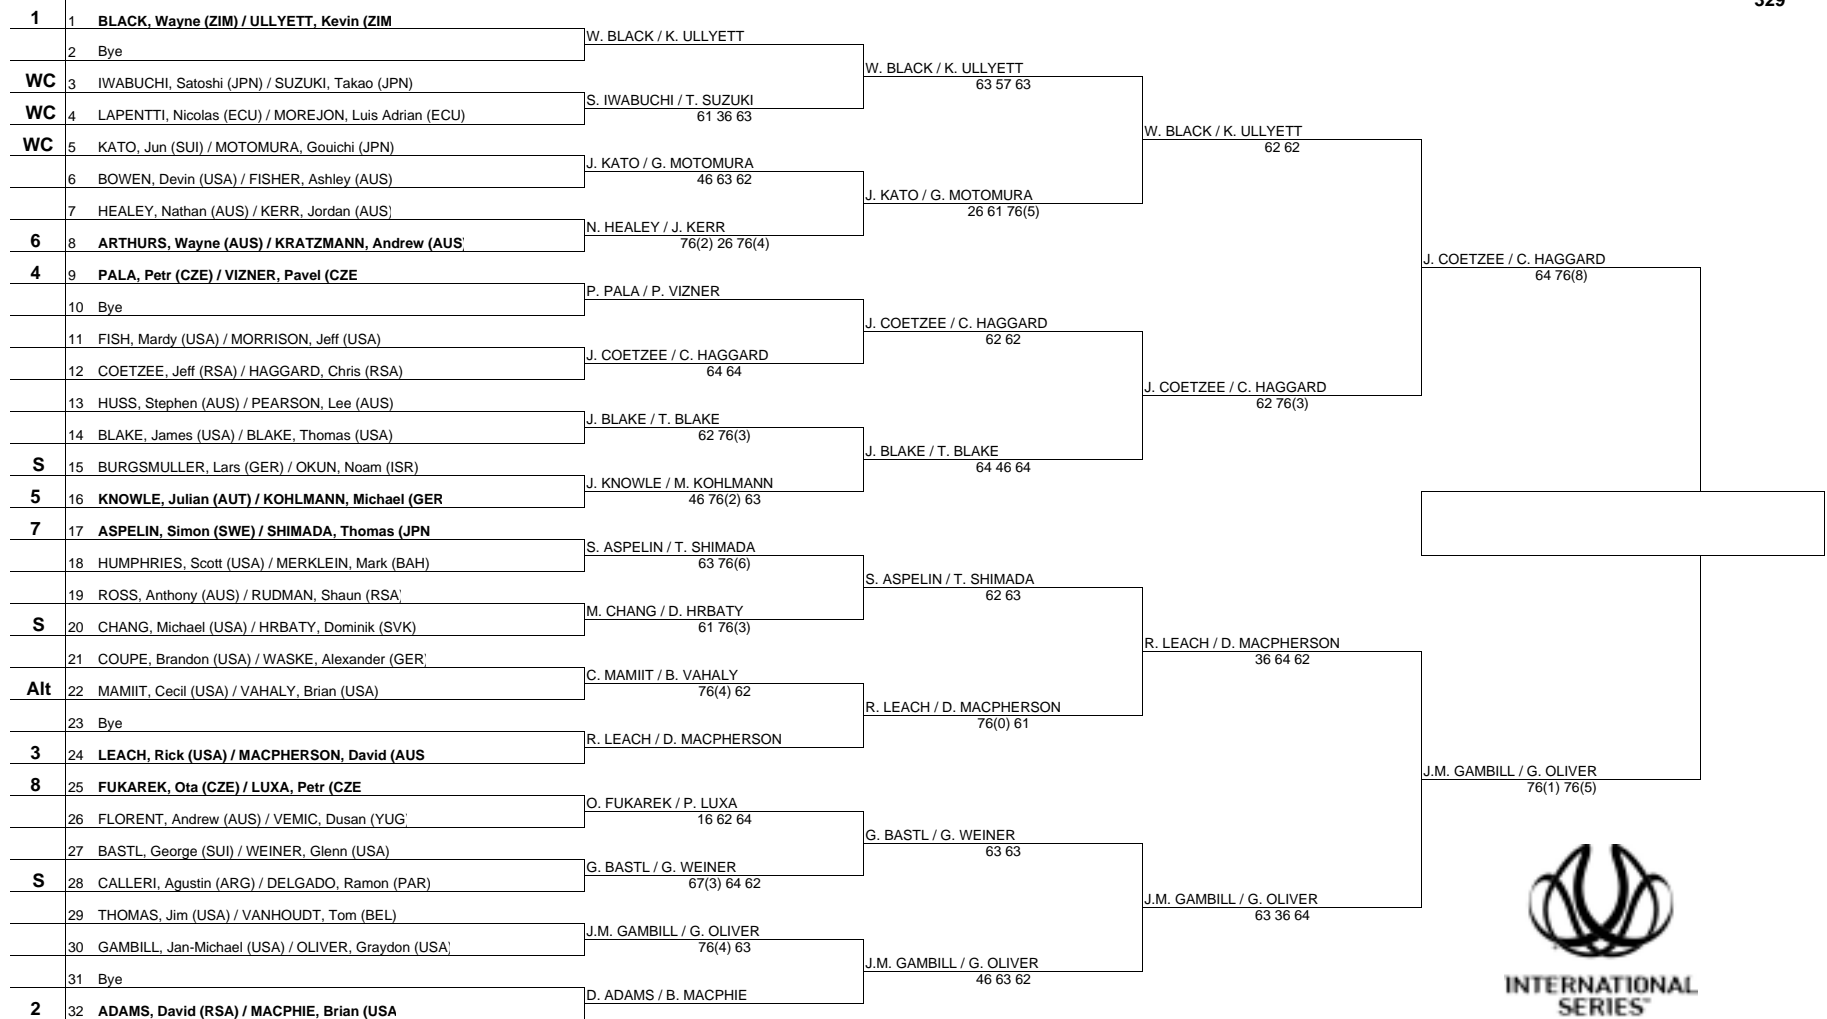 329
1 1 BLACK, Wayne (ZIM) / ULLYETT, Kevin (ZIM
W. BLACK / K. ULLYETT
2 Bye
W. BLACK / K. ULLYETT
63 57 63
WC 3 IWABUCHI, Satoshi (JPN) / SUZUKI, Takao (JPN)
S. IWABUCHI / T. SUZUKI
61 36 63
WC 4 LAPENTTI, Nicolas (ECU) / MOREJON, Luis Adrian (ECU)
W. BLACK / K. ULLYETT
62 62
WC 5 KATO, Jun (SUI) / MOTOMURA, Gouichi (JPN)
J. KATO / G. MOTOMURA
46 63 62
6 BOWEN, Devin (USA) / FISHER, Ashley (AUS)
J. KATO / G. MOTOMURA
26 61 76(5)
7 HEALEY, Nathan (AUS) / KERR, Jordan (AUS)
N. HEALEY / J. KERR
76(2) 26 76(4)
6 8 ARTHURS, Wayne (AUS) / KRATZMANN, Andrew (AUS)
J. COETZEE / C. HAGGARD
64 76(8)
4 9 PALA, Petr (CZE) / VIZNER, Pavel (CZE
P. PALA / P. VIZNER
10 Bye
J. COETZEE / C. HAGGARD
62 62
11 FISH, Mardy (USA) / MORRISON, Jeff (USA)
J. COETZEE / C. HAGGARD
64 64
12 COETZEE, Jeff (RSA) / HAGGARD, Chris (RSA)
J. COETZEE / C. HAGGARD
62 76(3)
13 HUSS, Stephen (AUS) / PEARSON, Lee (AUS)
J. BLAKE / T. BLAKE
62 76(3)
14 BLAKE, James (USA) / BLAKE, Thomas (USA)
J. BLAKE / T. BLAKE
64 46 64
S 15 BURGSMULLER, Lars (GER) / OKUN, Noam (ISR)
J. KNOWLE / M. KOHLMANN
46 76(2) 63
5 16 KNOWLE, Julian (AUT) / KOHLMANN, Michael (GER
7 17 ASPELIN, Simon (SWE) / SHIMADA, Thomas (JPN
S. ASPELIN / T. SHIMADA
63 76(6)
18 HUMPHRIES, Scott (USA) / MERKLEIN, Mark (BAH)
S. ASPELIN / T. SHIMADA
62 63
19 ROSS, Anthony (AUS) / RUDMAN, Shaun (RSA)
M. CHANG / D. HRBATY
61 76(3)
S 20 CHANG, Michael (USA) / HRBATY, Dominik (SVK)
R. LEACH / D. MACPHERSON
36 64 62
21 COUPE, Brandon (USA) / WASKE, Alexander (GER)
C. MAMIIT / B. VAHALY
76(4) 62
Alt 22 MAMIIT, Cecil (USA) / VAHALY, Brian (USA)
R. LEACH / D. MACPHERSON
76(0) 61
23 Bye
R. LEACH / D. MACPHERSON
3 24 LEACH, Rick (USA) / MACPHERSON, David (AUS
J.M. GAMBILL / G. OLIVER
76(1) 76(5)
8 25 FUKAREK, Ota (CZE) / LUXA, Petr (CZE
O. FUKAREK / P. LUXA
16 62 64
26 FLORENT, Andrew (AUS) / VEMIC, Dusan (YUG)
G. BASTL / G. WEINER
63 63
27 BASTL, George (SUI) / WEINER, Glenn (USA)
G. BASTL / G. WEINER
67(3) 64 62
S 28 CALLERI, Agustin (ARG) / DELGADO, Ramon (PAR)
J.M. GAMBILL / G. OLIVER
63 36 64
29 THOMAS, Jim (USA) / VANHOUDT, Tom (BEL)
J.M. GAMBILL / G. OLIVER
76(4) 63
30 GAMBILL, Jan-Michael (USA) / OLIVER, Graydon (USA)
J.M. GAMBILL / G. OLIVER
46 63 62
31 Bye
D. ADAMS / B. MACPHIE
2 32 ADAMS, David (RSA) / MACPHIE, Brian (USA
INTERNATIONAL
SERIES™